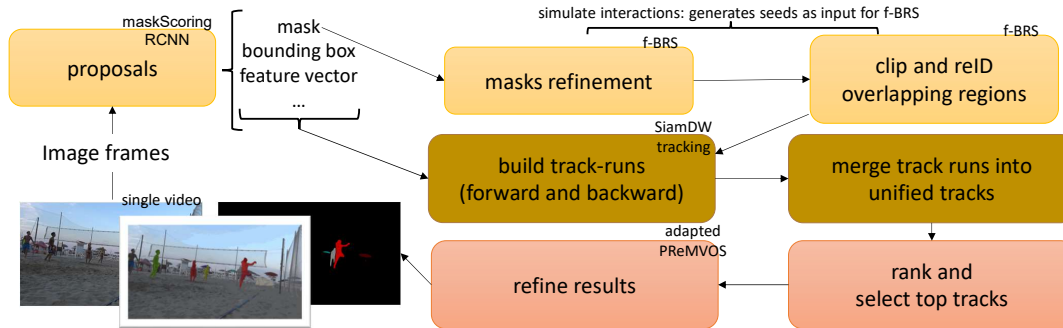 simulate interactions: generates seeds as input for f-BRS
maskScoring
RCNN
proposals
mask
bounding box
feature vector
...
f-BRS
masks refinement
f-BRS
clip and reID
overlapping regions
Image frames
single video
SiamDW
tracking
build track-runs
(forward and backward)
merge track runs into
unified tracks
adapted
PReMVOS
refine results
rank and
select top tracks